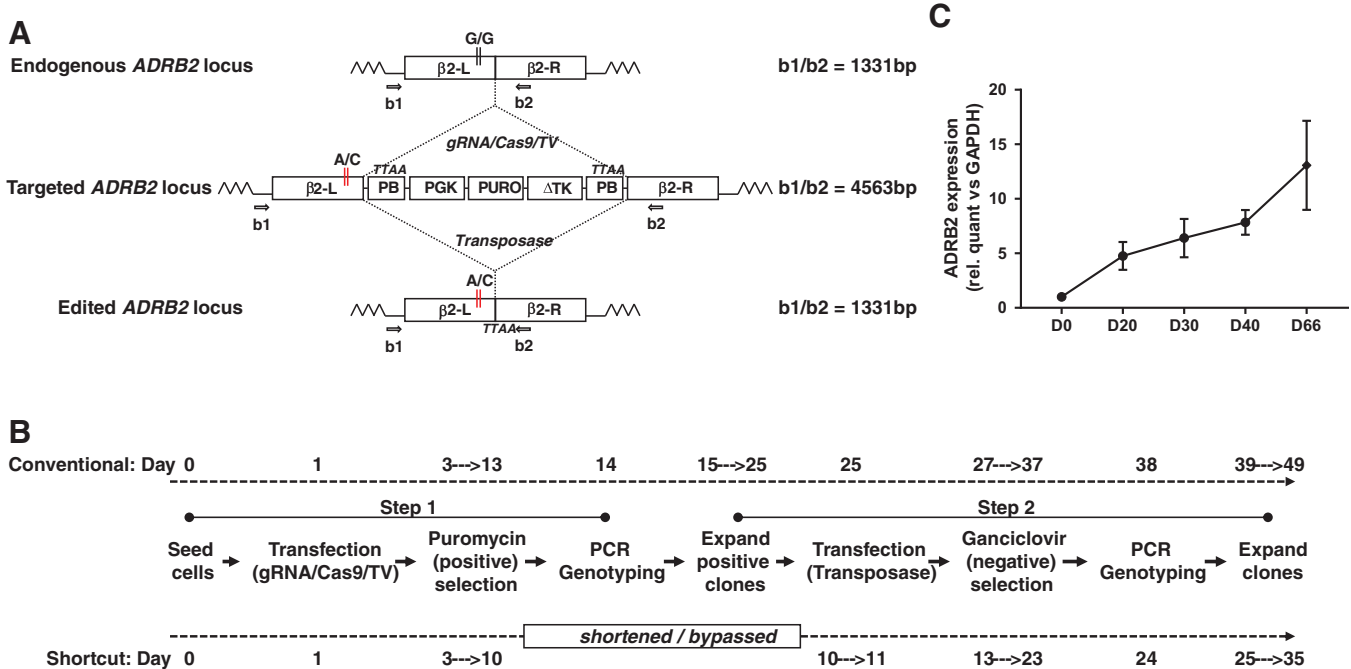 A
G/G
Endogenous ADRB2 locus
β2-L
β2-R
b1/b2 = 1331bp
b1
b2
gRNA/Cas9/TV
A/C
TTAA
TTAA
Targeted ADRB2 locus
β2-L
PB
PGK
PURO
ΔTK
PB
β2-R
b1/b2 = 4563bp
b1
b2
Transposase
A/C
Edited ADRB2 locus
β2-L
β2-R
b1/b2 = 1331bp
TTAA
b1
b2
C
ADRB2 expression
(rel. quant vs GAPDH)
20
15
10
5
0
D0
D20
D30
D40
D66
B
Conventional: Day 0 1 3--->13 14 15--->25 25 27--->37 38 39--->49
Step 1
Step 2
Seed
cells
Transfection
(gRNA/Cas9/TV)
Puromycin
(positive)
selection
PCR
Genotyping
Expand
positive
clones
Transfection
(Transposase)
Ganciclovir
(negative)
selection
PCR
Genotyping
Expand
clones
shortened / bypassed
Shortcut: Day 0 1 3--->10 10--->11 13--->23 24 25--->35